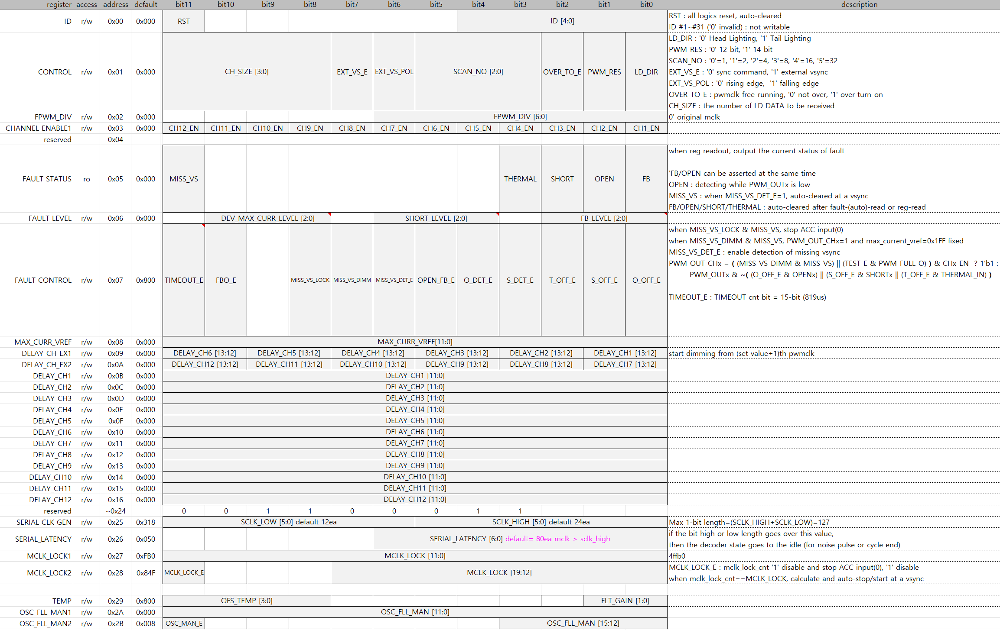 register access address default bit11 bit10 bit9 bit8 bit7 bit6 bit5 bit4 bit3 bit2 bit1 bit0 description
ID r/w 0x00 0x000 RST ID [4:0] RST : all logics reset, auto-cleared
ID #1~#31 ('0' invalid) : not writable
CONTROL r/w 0x01 0x000 CH_SIZE [3:0] EXT_VS_E EXT_VS_POL SCAN_NO [2:0] OVER_TO_E PWM_RES LD_DIR LD_DIR : '0' Head Lighting, '1' Tail Lighting
PWM_RES : '0' 12-bit, '1' 14-bit
SCAN_NO : '0'=1, '1'=2, '2'=4, '3'=8, '4'=16, '5'=32
EXT_VS_E : '0' sync command, '1' external vsync
EXT_VS_POL : '0' rising edge, '1' falling edge
OVER_TO_E : pwmclk free-running, '0' not over, '1' over turn-on
CH_SIZE : the number of LD DATA to be received
FPWM_DIV r/w 0x02 0x000 FPWM_DIV [6:0] 0' original mclk
CHANNEL ENABLE1 r/w 0x03 0x000 CH12_EN CH11_EN CH10_EN CH9_EN CH8_EN CH7_EN CH6_EN CH5_EN CH4_EN CH3_EN CH2_EN CH1_EN
reserved 0x04
FAULT STATUS ro 0x05 0x000 MISS_VS THERMAL SHORT OPEN FB when reg readout, output the current status of fault
'FB/OPEN can be asserted at the same time
OPEN : detecting while PWM_OUTx is low
MISS_VS : when MISS_VS_DET_E=1, auto-cleared at a vsync
FB/OPEN/SHORT/THERMAL : auto-cleared after fault-(auto)-read or reg-read
FAULT LEVEL r/w 0x06 0x000 DEV_MAX_CURR_LEVEL [2:0] SHORT_LEVEL [2:0] FB_LEVEL [2:0]
FAULT CONTROL r/w 0x07 0x800 TIMEOUT_E FBO_E MISS_VS_LOCK MISS_VS_DIMM MISS_VS_DET_E OPEN_FB_E O_DET_E S_DET_E T_OFF_E S_OFF_E O_OFF_E when MISS_VS_LOCK & MISS_VS, stop ACC input(0)
when MISS_VS_DIMM & MISS_VS, PWM_OUT_CHx=1 and max_current_vref=0x1FF fixed
MISS_VS_DET_E : enable detection of missing vsync
PWM_OUT_CHx = ( (MISS_VS_DIMM & MISS_VS) || (TEST_E & PWM_FULL_O) ) & CHx_EN ? 1'b1 :
PWM_OUTx & ~( (O_OFF_E & OPENx) || (S_OFF_E & SHORTx || (T_OFF_E & THERMAL_IN) )
TIMEOUT_E : TIMEOUT cnt bit = 15-bit (819us)
MAX_CURR_VREF r/w 0x08 0x000 MAX_CURR_VREF[11:0]
DELAY_CH_EX1 r/w 0x09 0x000 DELAY_CH6 [13:12] DELAY_CH5 [13:12] DELAY_CH4 [13:12] DELAY_CH3 [13:12] DELAY_CH2 [13:12] DELAY_CH1 [13:12] start dimming from (set value+1)th pwmclk
DELAY_CH_EX2 r/w 0x0A 0x000 DELAY_CH12 [13:12] DELAY_CH11 [13:12] DELAY_CH10 [13:12] DELAY_CH9 [13:12] DELAY_CH8 [13:12] DELAY_CH7 [13:12]
DELAY_CH1 r/w 0x0B 0x000 DELAY_CH1 [11:0]
DELAY_CH2 r/w 0x0C 0x000 DELAY_CH2 [11:0]
DELAY_CH3 r/w 0x0D 0x000 DELAY_CH3 [11:0]
DELAY_CH4 r/w 0x0E 0x000 DELAY_CH4 [11:0]
DELAY_CH5 r/w 0x0F 0x000 DELAY_CH5 [11:0]
DELAY_CH6 r/w 0x10 0x000 DELAY_CH6 [11:0]
DELAY_CH7 r/w 0x11 0x000 DELAY_CH7 [11:0]
DELAY_CH8 r/w 0x12 0x000 DELAY_CH8 [11:0]
DELAY_CH9 r/w 0x13 0x000 DELAY_CH9 [11:0]
DELAY_CH10 r/w 0x14 0x000 DELAY_CH10 [11:0]
DELAY_CH11 r/w 0x15 0x000 DELAY_CH11 [11:0]
DELAY_CH12 r/w 0x16 0x000 DELAY_CH12 [11:0]
reserved ~0x24 0 0 1 1 0 0 0 1 1
SERIAL CLK GEN r/w 0x25 0x318 SCLK_LOW [5:0] default 12ea SCLK_HIGH [5:0] default 24ea Max 1-bit length=(SCLK_HIGH+SCLK_LOW)=127
SERIAL_LATENCY r/w 0x26 0x050 SERIAL_LATENCY [6:0] default= 80ea mclk > sclk_high if the bit high or low length goes over this value,
then the decoder state goes to the idle (for noise pulse or cycle end)
MCLK_LOCK1 r/w 0x27 0xFB0 MCLK_LOCK [11:0] 4ffb0
MCLK_LOCK2 r/w 0x28 0x84F MCLK_LOCK_E MCLK_LOCK [19:12] MCLK_LOCK_E : mclk_lock_cnt '1' disable and stop ACC input(0), '1' disable
when mclk_lock_cnt==MCLK_LOCK, calculate and auto-stop/start at a vsync
TEMP r/w 0x29 0x800 OFS_TEMP [3:0] FLT_GAIN [1:0]
OSC_FLL_MAN1 r/w 0x2A 0x000 OSC_FLL_MAN [11:0]
OSC_FLL_MAN2 r/w 0x2B 0x008 OSC_MAN_E OSC_FLL_MAN [15:12]